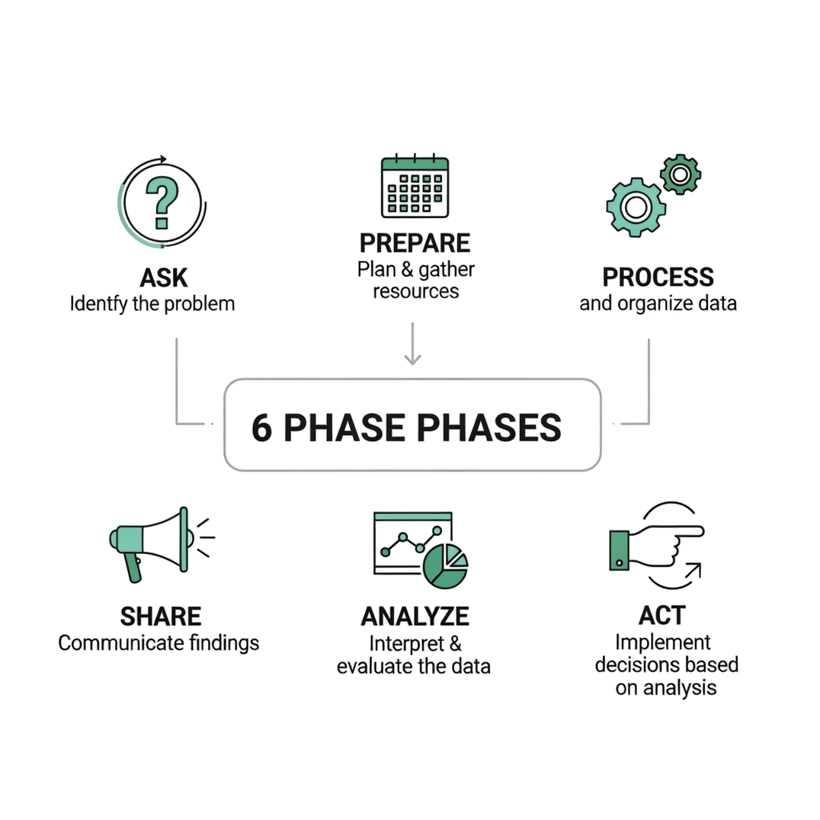 ASK
Identfy the problem
PREPARE
Plan & gather
resources
PROCESS
and organize data
6 PHASE PHASES
SHARE
Communicate findings
ANALYZE
Interpret &
evaluate the data
ACT
Implement
decisions based
on analysis